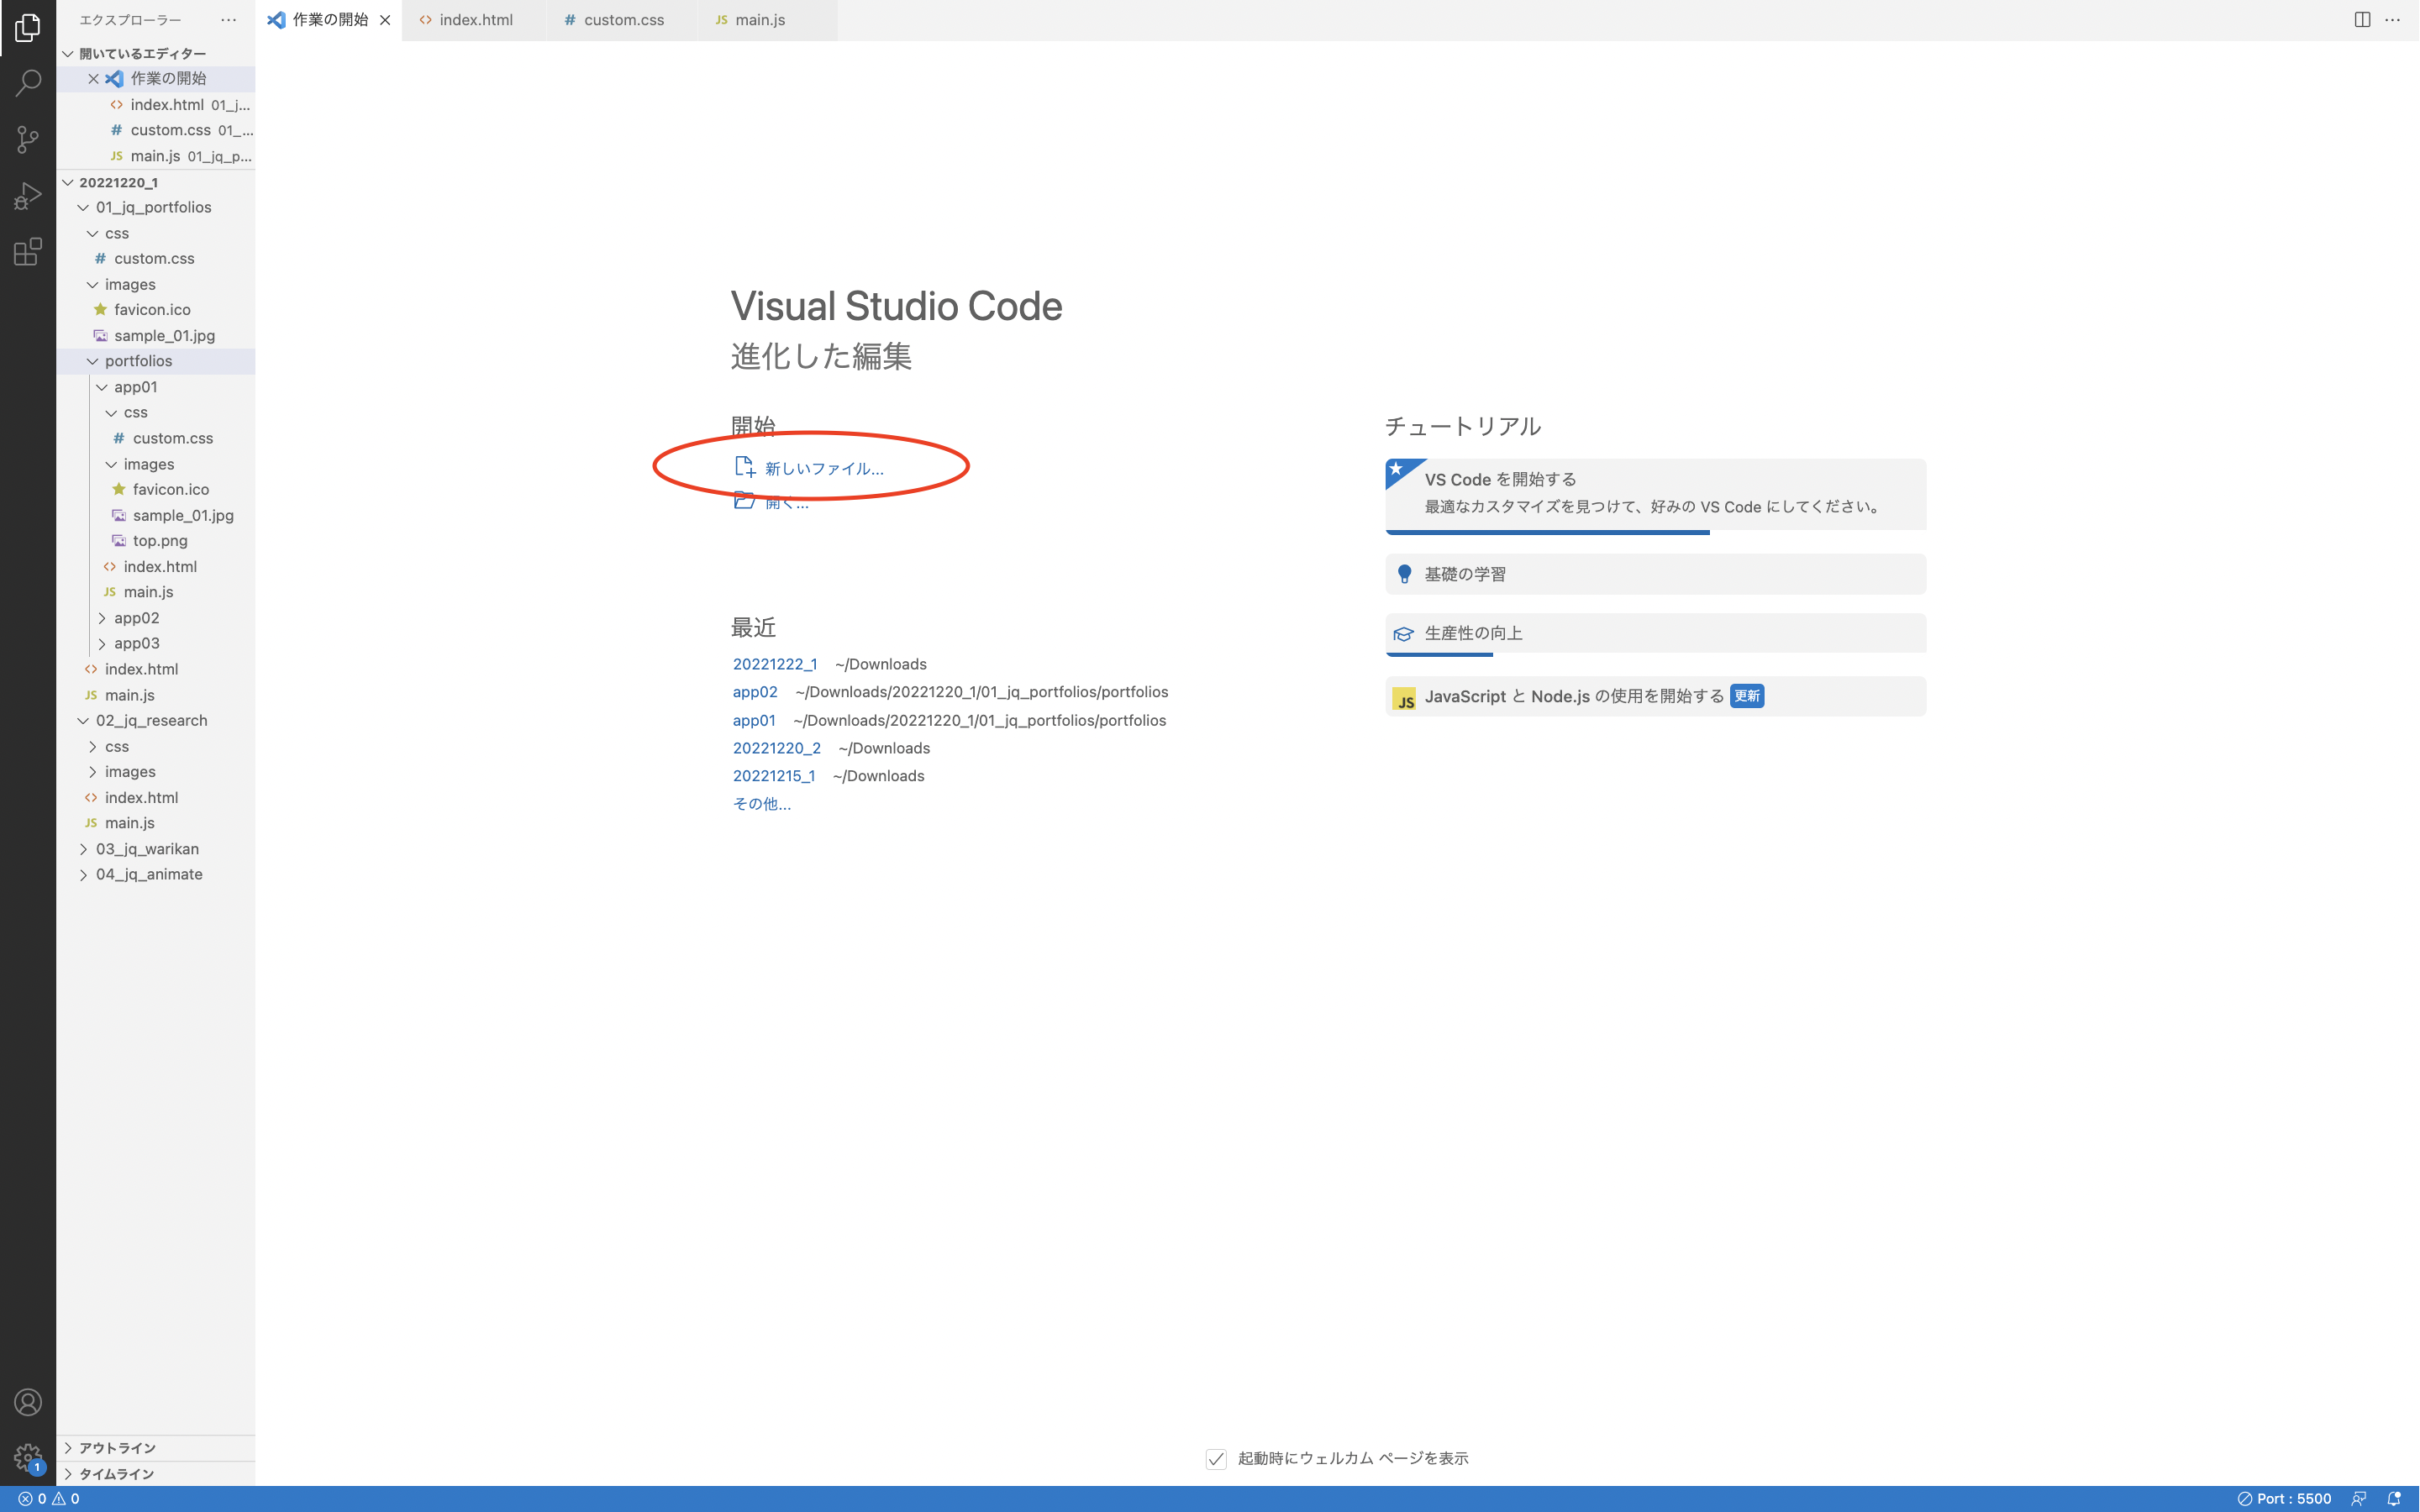 エクスプローラー
作業の開始
index.html
custom.css
JS main.js
開いているエディター
作業の開始
index.html 01_j...
# custom.css 01_...
JS main.js 01_jq_p...
20221220_1
01_jq_portfolios
css
# custom.css
images
favicon.ico
sample_01.jpg
portfolios
app01
css
# custom.css
images
favicon.ico
sample_01.jpg
top.png
index.html
JS main.js
app02
app03
index.html
JS main.js
02_jq_research
css
images
index.html
JS main.js
03_jq_warikan
04_jq_animate
アウトライン
タイムライン
Visual Studio Code
進化した編集
開始
新しいファイル...
開く...
最近
20221222_1 ~/Downloads
app02 ~/Downloads/20221220_1/01_jq_portfolios/portfolios
app01 ~/Downloads/20221220_1/01_jq_portfolios/portfolios
20221220_2 ~/Downloads
20221215_1 ~/Downloads
その他...
チュートリアル
VS Code を開始する
最適なカスタマイズを見つけて、好みの VS Code にしてください。
基礎の学習
生産性の向上
JS JavaScript と Node.js の使用を開始する 更新
起動時にウェルカム ページを表示
1
0 0
Port : 5500